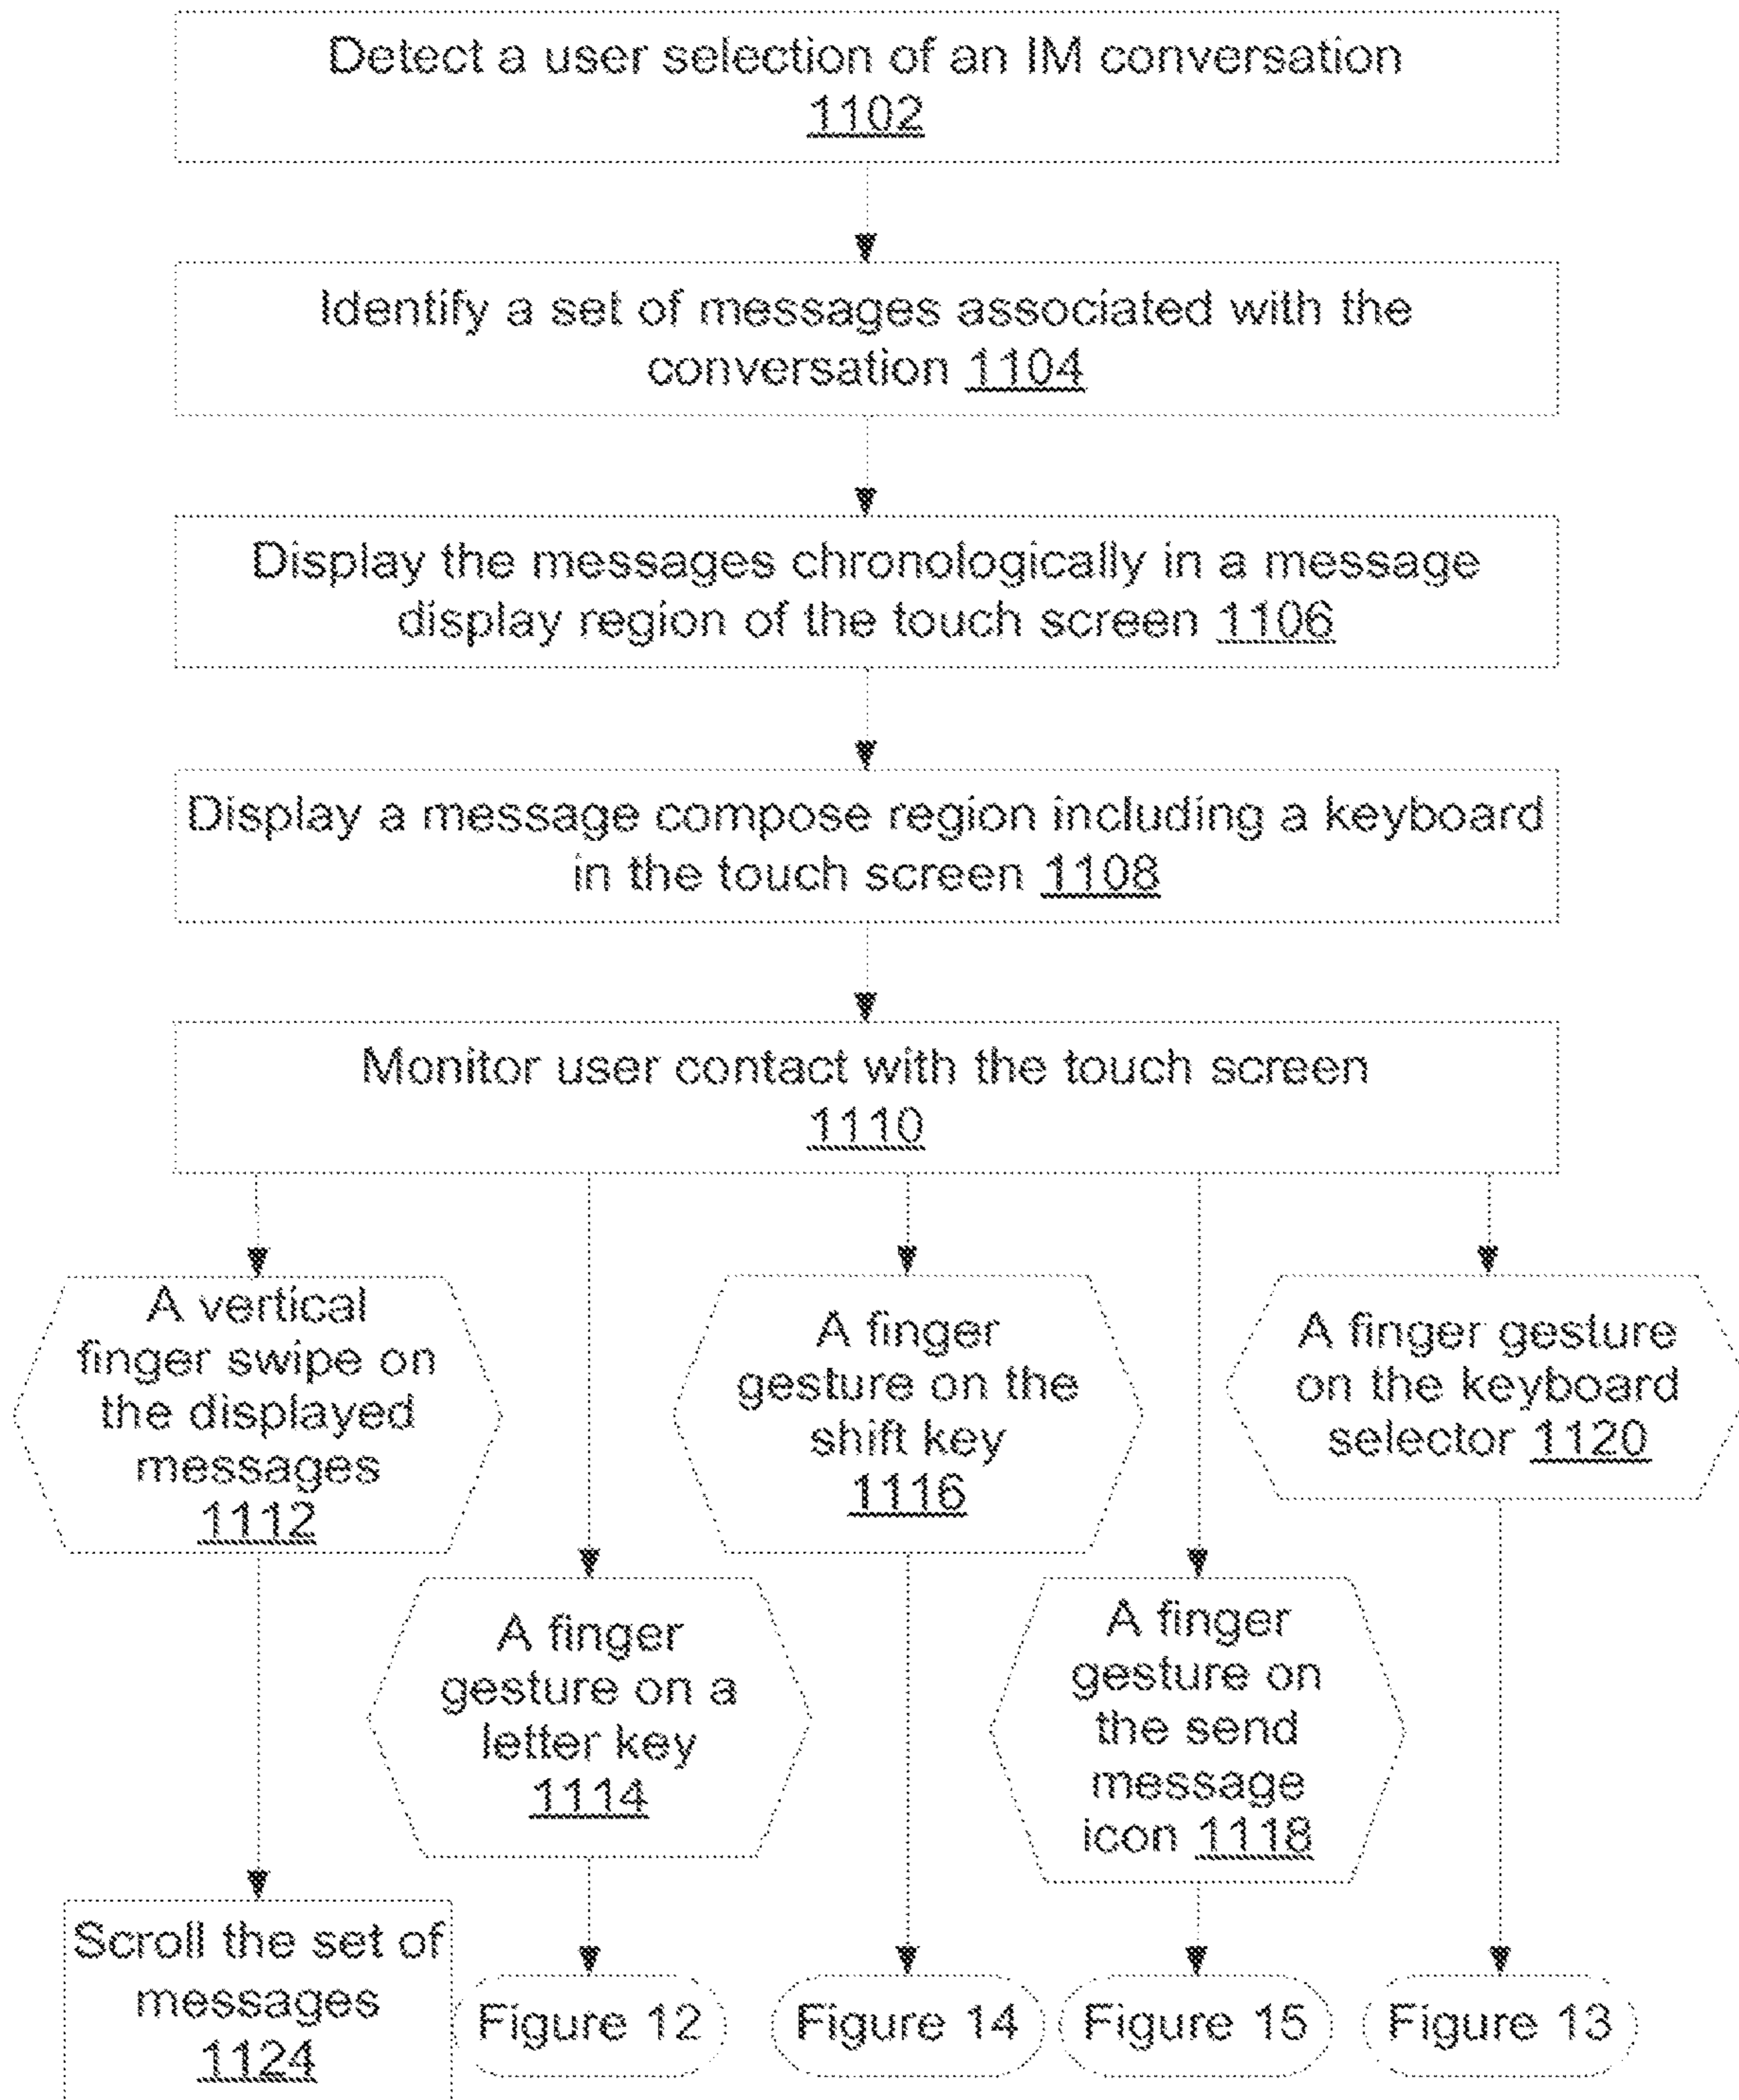 Detect a user selection of an IM conversation
1102
Identify a set of messages associated with the
conversation 1104
Display the messages chronologically in a message
display region of the touch screen 1106
Display a message compose region including a keyboard
in the touch screen 1108
Monitor user contact with the touch screen
1110
A vertical
finger swipe on
the displayed
messages
1112
A finger
gesture on a
letter key
1114
A finger
gesture on the
shift key
1116
A finger
gesture on
the send
message
icon 1118
A finger gesture
on the keyboard
selector 1120
Scroll the set of
messages
1124
Figure 12
Figure 14
Figure 15
Figure 13